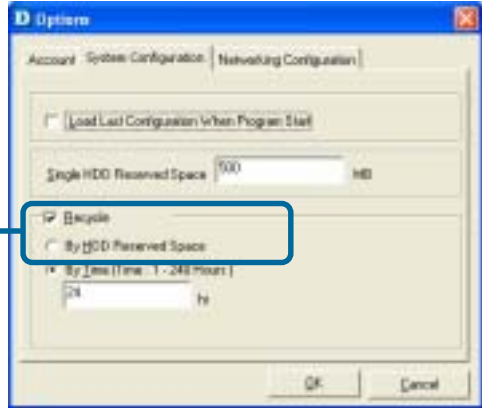 D Options
Account System Configuration Networking Configuration
Load Last Configuration When Program Start
Single HDD Reserved Space 500 MB
Recycle
By HDD Reserved Space
By Time (Time : 1 - 240 Hours )
24 hr
OK Cancel